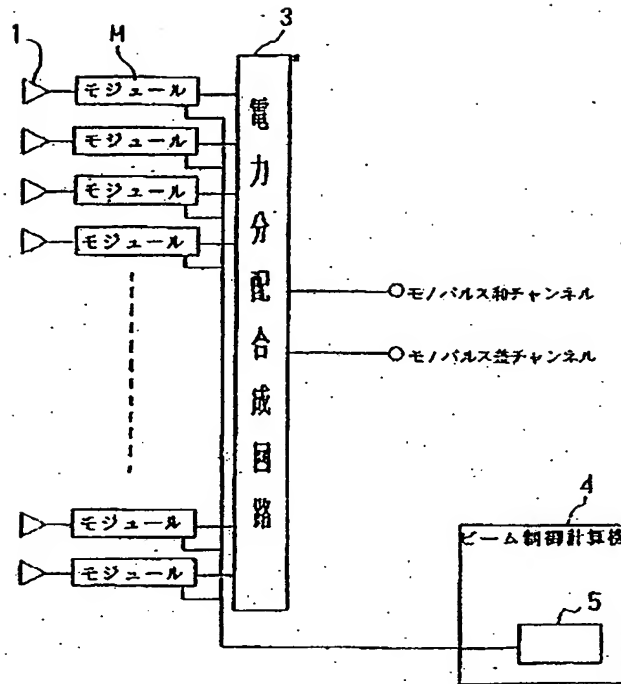 1
M
3
モジュール
モジュール
モジュール
モジュール
電力分配合成回路
モノパルス和チャンネル
モノパルス差チャンネル
モジュール
モジュール
4
ビーム制御計算機
5